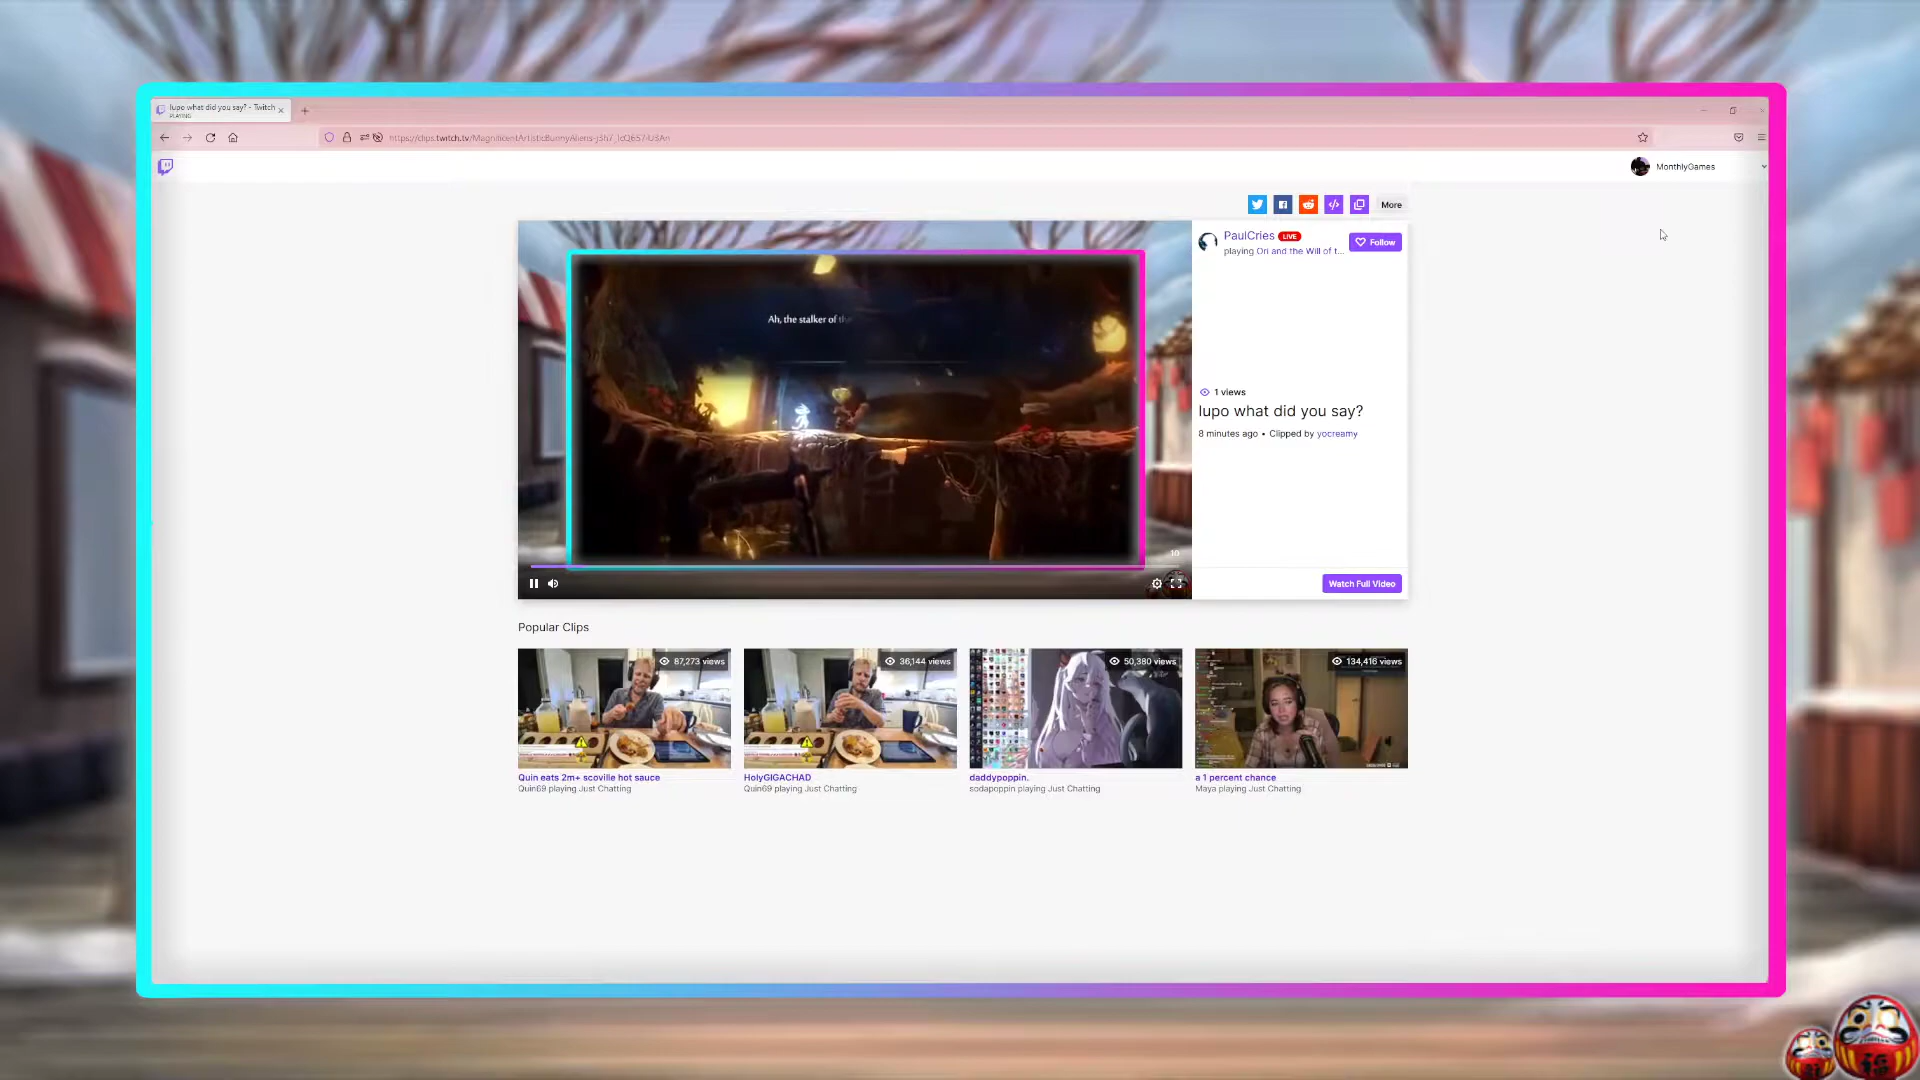 lupo what did you say? - Twitch
PLAYING
MonthlyGames
More
PaulCries LIVE
playing Ori and the Will of t...
Follow
Ah, the stalker of the
1 views
lupo what did you say?
8 minutes ago • Clipped by yocreamy
Watch Full Video
Popular Clips
87,273 views
36,144 views
50,380 views
134,416 views
Quin eats 2m+ scoville hot sauce
Quin69 playing Just Chatting
HolyGIGACHAD
Quin69 playing Just Chatting
daddypoppin.
sodapoppin playing Just Chatting
a 1 percent chance
Maya playing Just Chatting